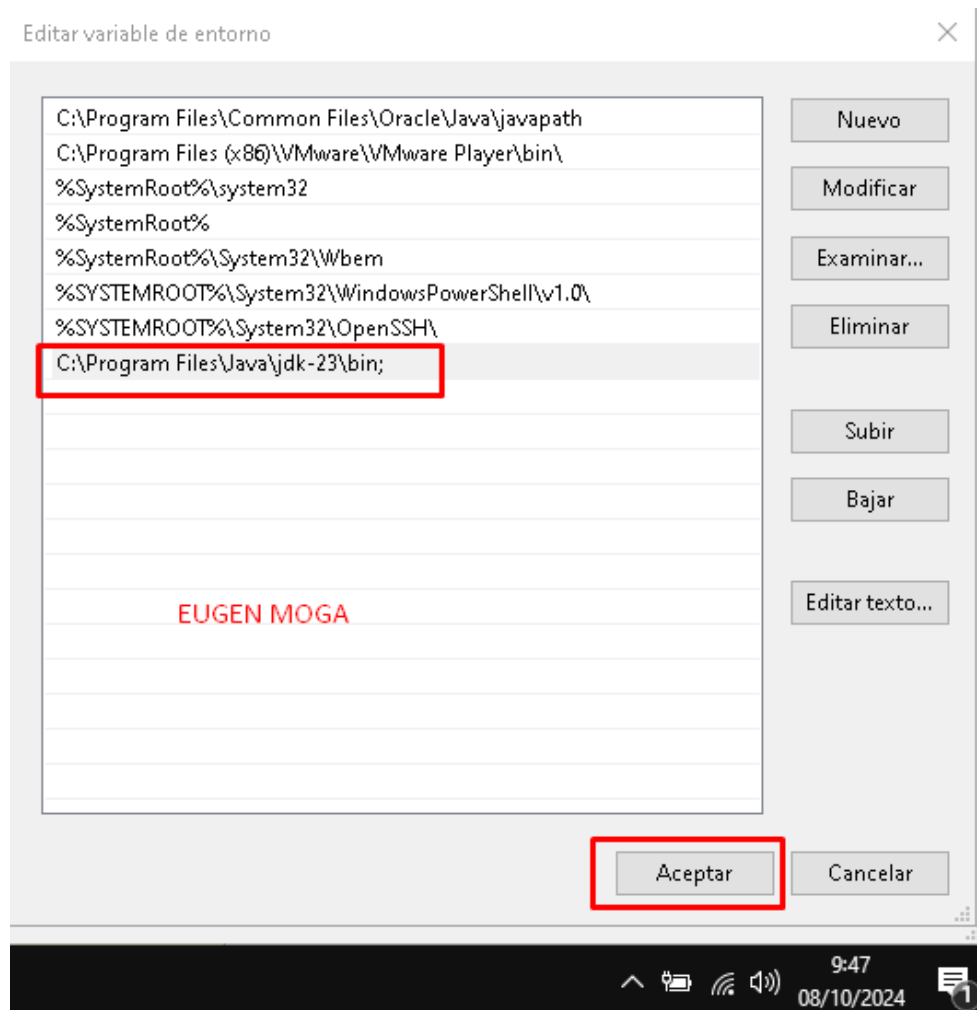 Editar variable de entorno
C:\Program Files\Common Files\Oracle\Java\javapath
C:\Program Files (x86)\VMware\VMware Player\bin\
%SystemRoot%\system32
%SystemRoot%
%SystemRoot%\System32\Wbem
%SYSTEMROOT%\System32\WindowsPowerShell\v1.0\
%SYSTEMROOT%\System32\OpenSSH\
C:\Program Files\Java\jdk-23\bin;
EUGEN MOGA
Nuevo
Modificar
Examinar...
Eliminar
Subir
Bajar
Editar texto...
Aceptar
Cancelar
9:47
08/10/2024
1